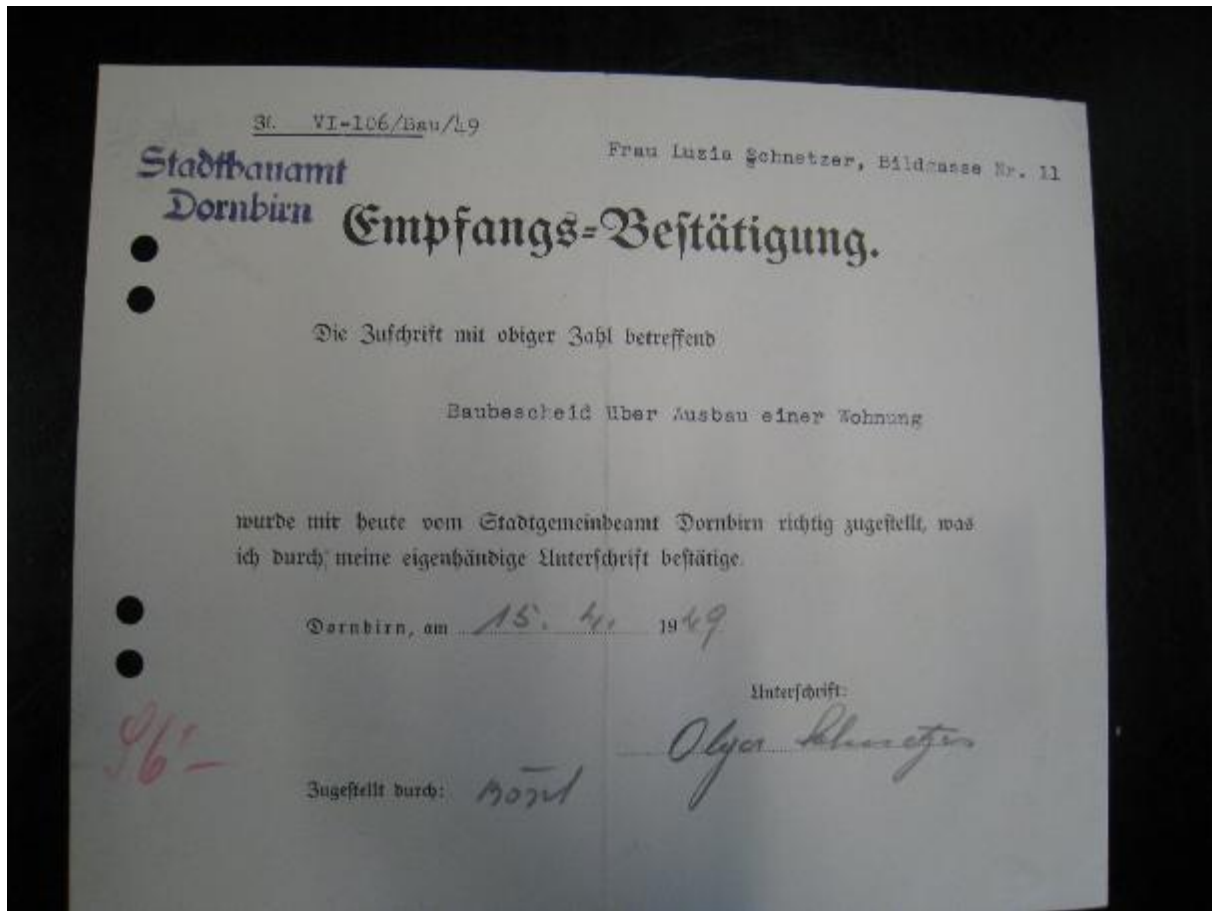 Zl. VI-106/Bau/49
Frau Luzia Schnetzer, Bildgasse Nr. 11
Stadtbauamt
Dornbirn
Empfangs=Bestätigung.
Die Zuschrift mit obiger Zahl betreffend
Baubescheid über Ausbau einer Wohnung
wurde mir heute vom Stadtgemeindeamt Dornbirn richtig zugestellt, was
ich durch meine eigenhändige Unterschrift bestätige.
Dornbirn, am 15. 4. 1949
Unterschrift:
Olga Schnetzer
Zugestellt durch: